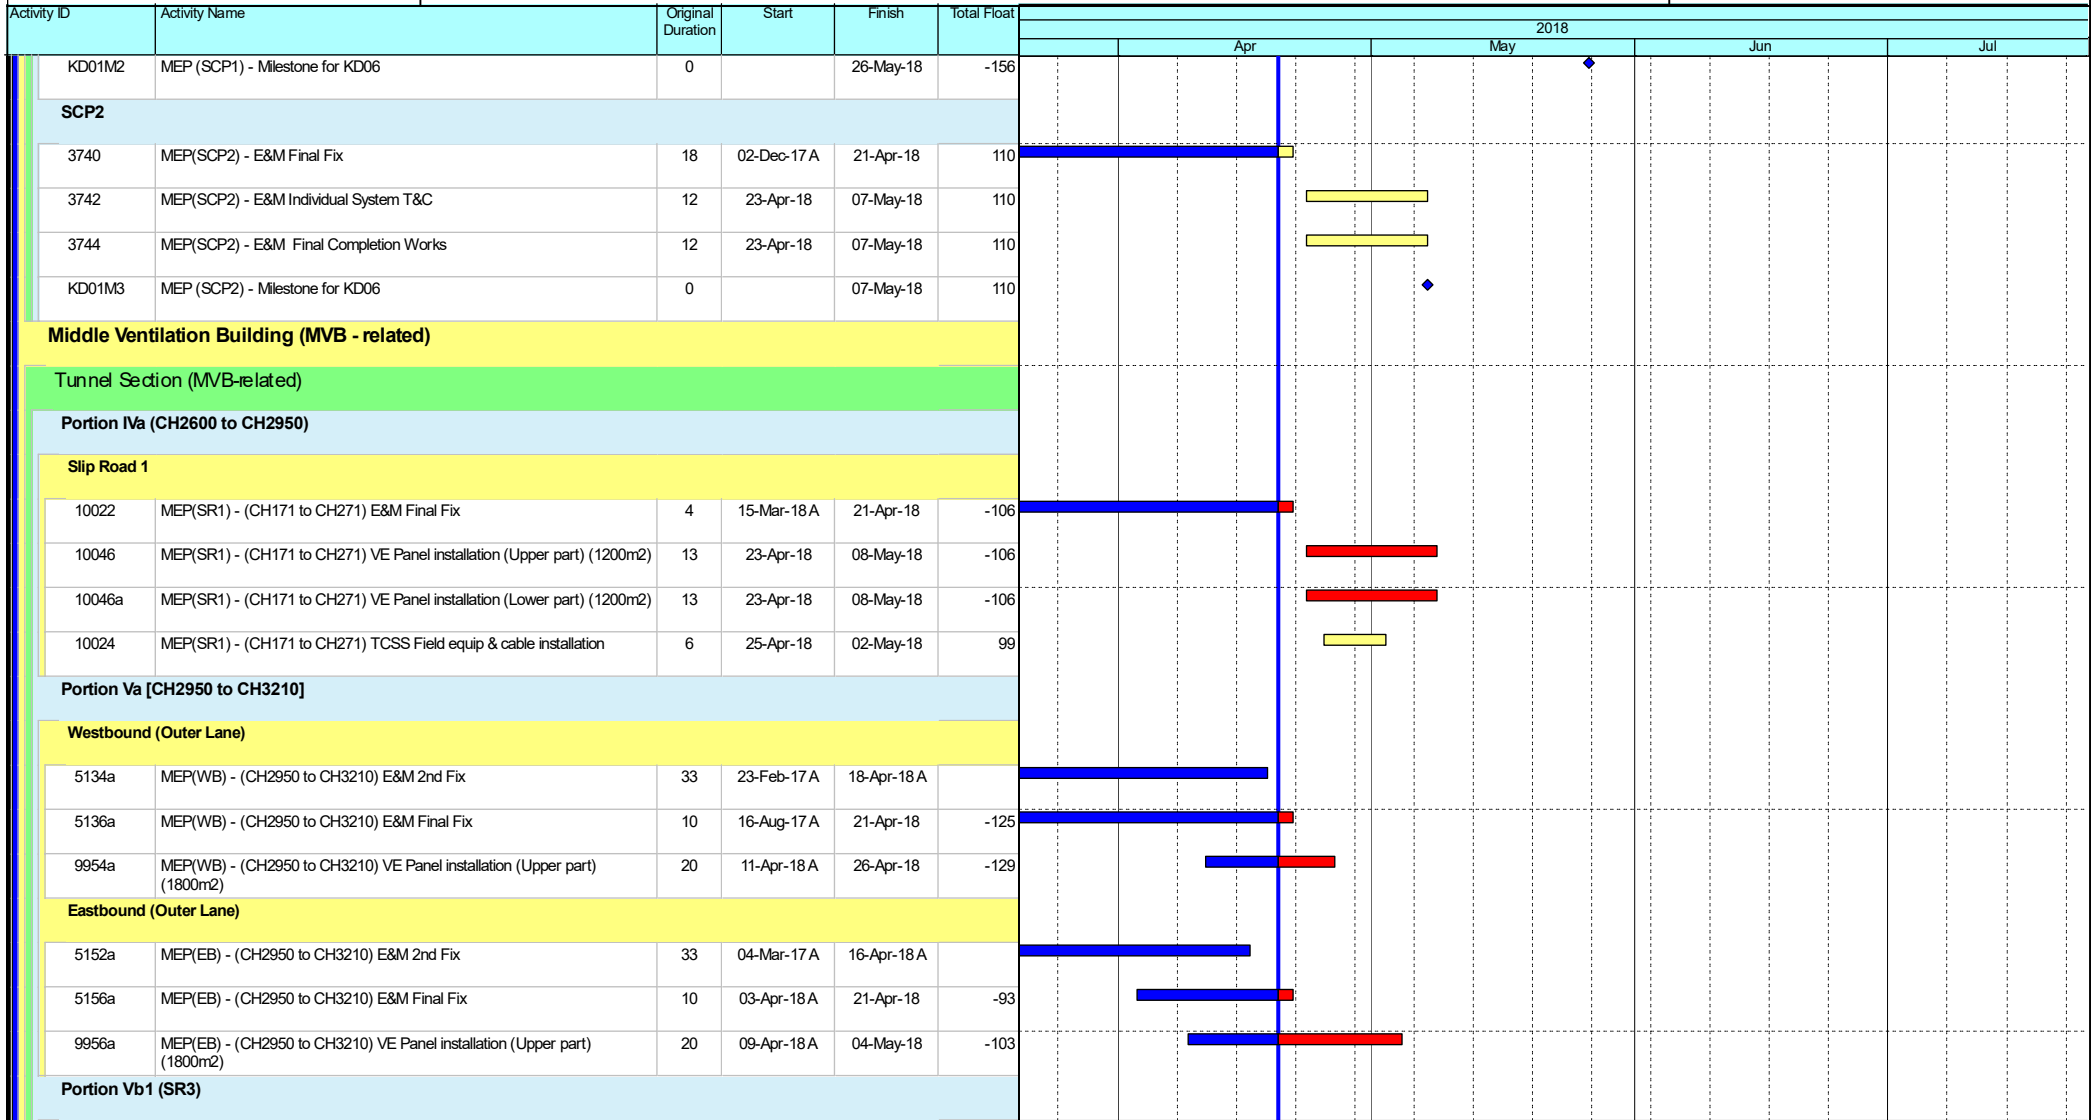 Activity ID Activity Name Original Duration Start Finish Total Float
2018
Apr May Jun Jul
KD01M2 MEP (SCP1) - Milestone for KD06 0 26-May-18 -156
SCP2
3740 MEP(SCP2) - E&M Final Fix 18 02-Dec-17 A 21-Apr-18 110
3742 MEP(SCP2) - E&M Individual System T&C 12 23-Apr-18 07-May-18 110
3744 MEP(SCP2) - E&M Final Completion Works 12 23-Apr-18 07-May-18 110
KD01M3 MEP (SCP2) - Milestone for KD06 0 07-May-18 110
Middle Ventilation Building (MVB - related)
Tunnel Section (MVB-related)
Portion IVa (CH2600 to CH2950)
Slip Road 1
10022 MEP(SR1) - (CH171 to CH271) E&M Final Fix 4 15-Mar-18 A 21-Apr-18 -106
10046 MEP(SR1) - (CH171 to CH271) VE Panel installation (Upper part) (1200m2) 13 23-Apr-18 08-May-18 -106
10046a MEP(SR1) - (CH171 to CH271) VE Panel installation (Lower part) (1200m2) 13 23-Apr-18 08-May-18 -106
10024 MEP(SR1) - (CH171 to CH271) TCSS Field equip & cable installation 6 25-Apr-18 02-May-18 99
Portion Va [CH2950 to CH3210]
Westbound (Outer Lane)
5134a MEP(WB) - (CH2950 to CH3210) E&M 2nd Fix 33 23-Feb-17 A 18-Apr-18 A
5136a MEP(WB) - (CH2950 to CH3210) E&M Final Fix 10 16-Aug-17 A 21-Apr-18 -125
9954a MEP(WB) - (CH2950 to CH3210) VE Panel installation (Upper part) 20 11-Apr-18 A 26-Apr-18 -129
(1800m2)
Eastbound (Outer Lane)
5152a MEP(EB) - (CH2950 to CH3210) E&M 2nd Fix 33 04-Mar-17 A 16-Apr-18 A
5156a MEP(EB) - (CH2950 to CH3210) E&M Final Fix 10 03-Apr-18 A 21-Apr-18 -93
9956a MEP(EB) - (CH2950 to CH3210) VE Panel installation (Upper part) 20 09-Apr-18 A 04-May-18 -103
(1800m2)
Portion Vb1 (SR3)